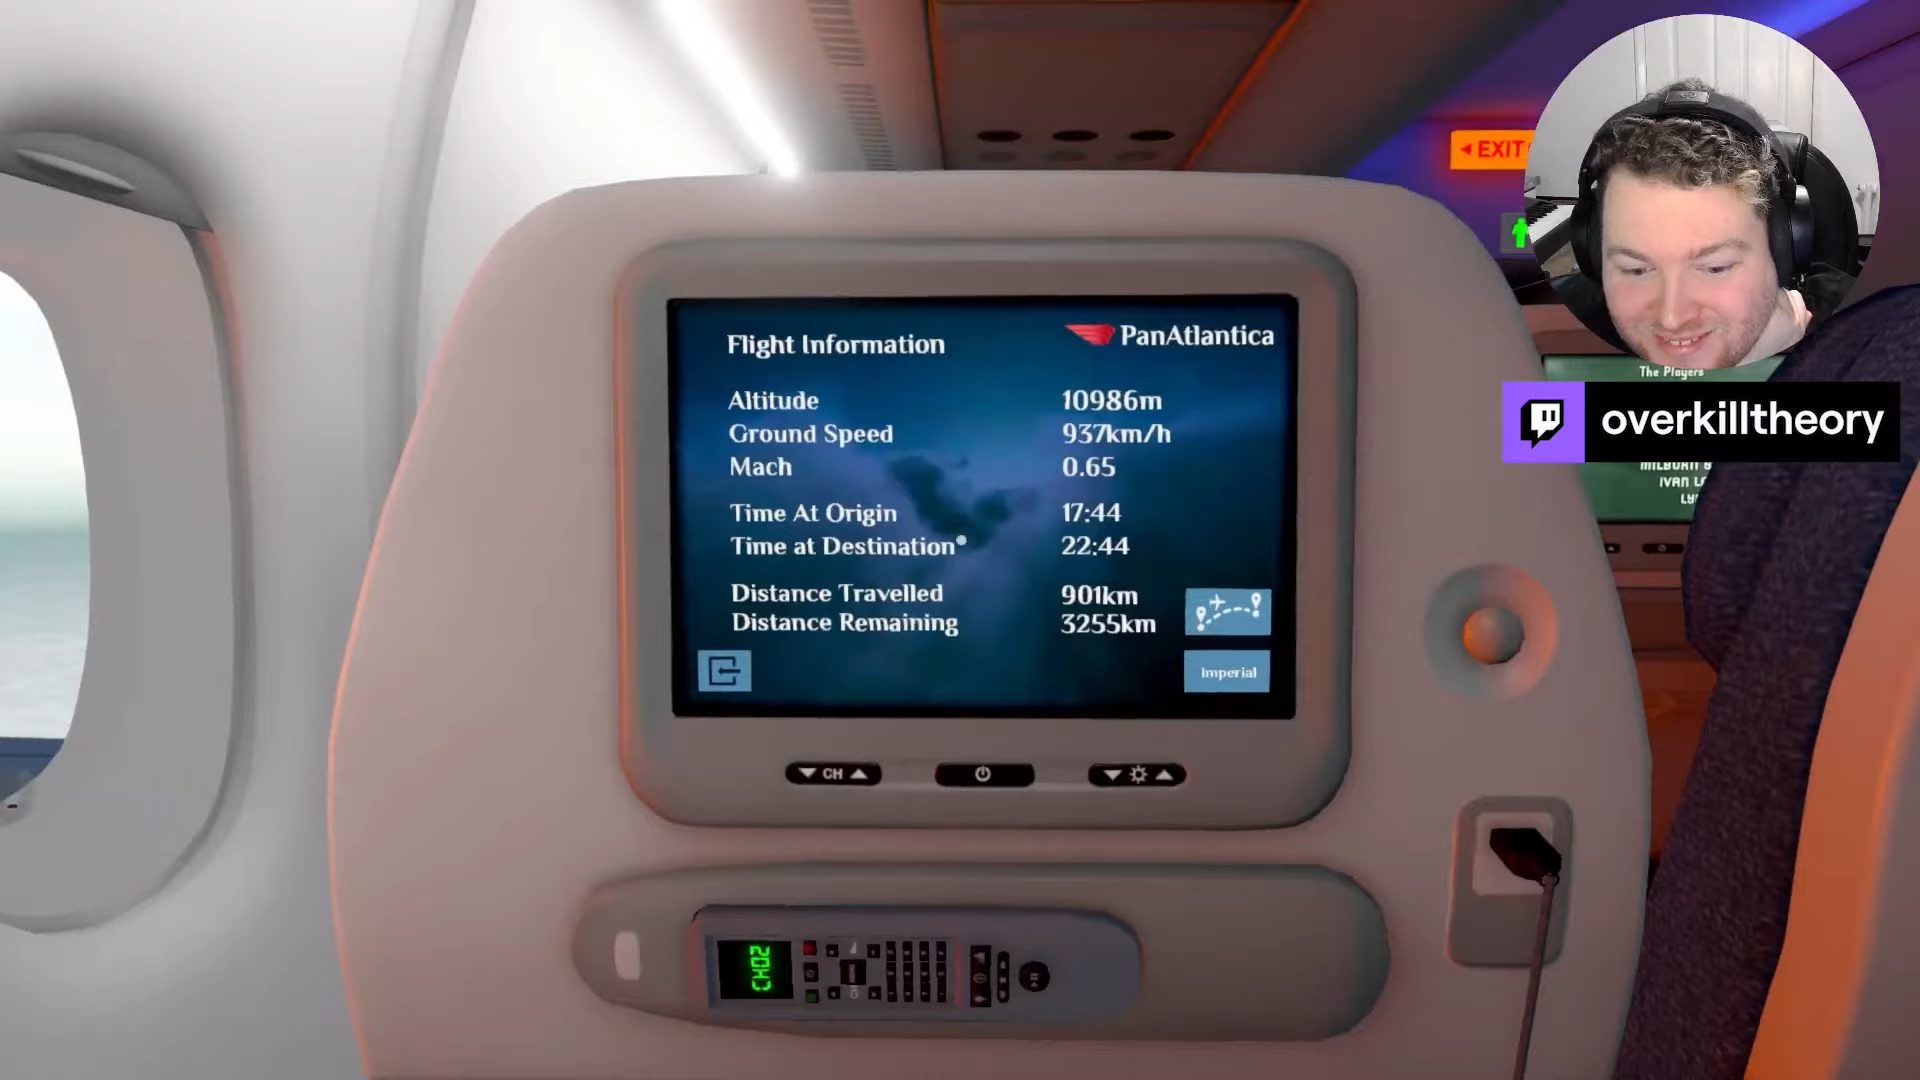 EXIT
Flight Information
PanAtlantica
Altitude 10986m
Ground Speed 937km/h
Mach 0.65
Time At Origin 17:44
Time at Destination 22:44
Distance Travelled 901km
Distance Remaining 3255km
Imperial
CH
CH02
The Players
overkilltheory
IVAN